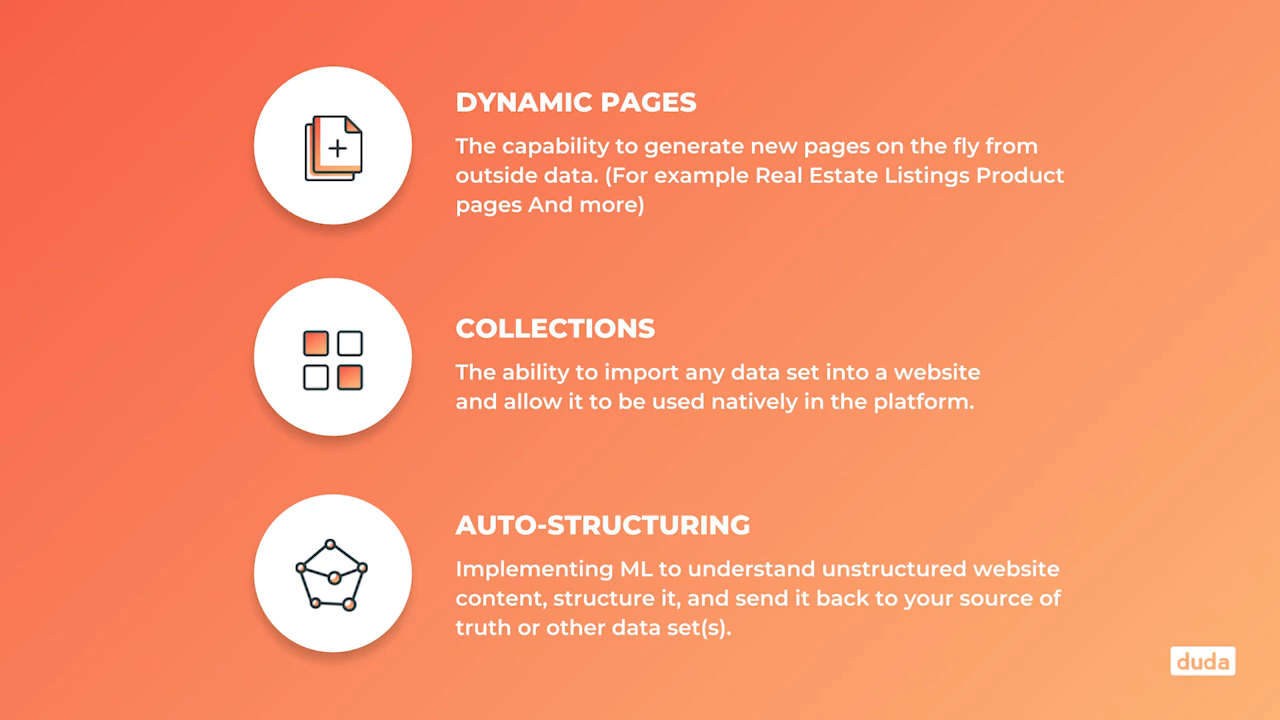 DYNAMIC PAGES
The capability to generate new pages on the fly from
outside data. (For example Real Estate Listings Product
pages And more)
COLLECTIONS
The ability to import any data set into a website
and allow it to be used natively in the platform.
AUTO-STRUCTURING
Implementing ML to understand unstructured website
content, structure it, and send it back to your source of
truth or other data set(s).
duda